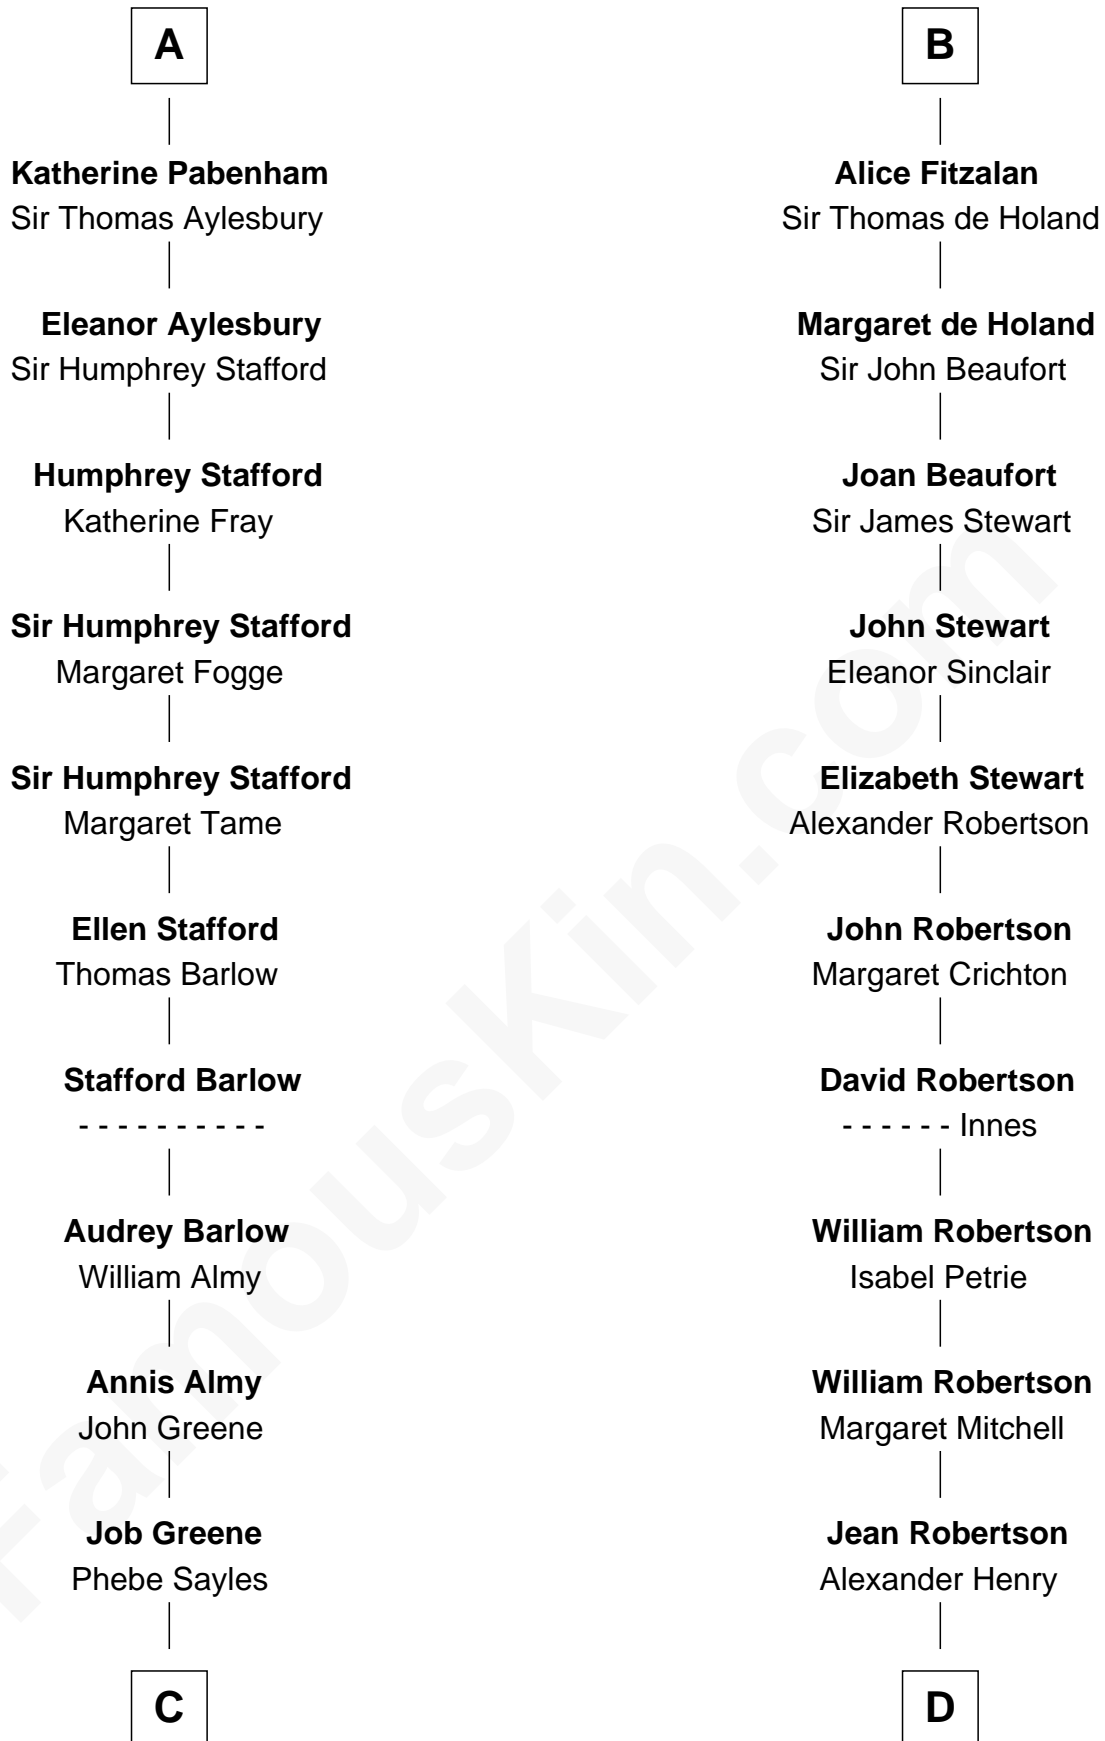 A
Katherine Pabenham
Sir Thomas Aylesbury
Eleanor Aylesbury
Sir Humphrey Stafford
Humphrey Stafford
Katherine Fray
Sir Humphrey Stafford
Margaret Fogge
Sir Humphrey Stafford
Margaret Tame
Ellen Stafford
Thomas Barlow
Stafford Barlow
- - - - - - - - - -
Audrey Barlow
William Almy
Annis Almy
John Greene
Job Greene
Phebe Sayles
C
B
Alice Fitzalan
Sir Thomas de Holand
Margaret de Holand
Sir John Beaufort
Joan Beaufort
Sir James Stewart
John Stewart
Eleanor Sinclair
Elizabeth Stewart
Alexander Robertson
John Robertson
Margaret Crichton
David Robertson
- - - - - - Innes
William Robertson
Isabel Petrie
William Robertson
Margaret Mitchell
Jean Robertson
Alexander Henry
D
FamousKin.com